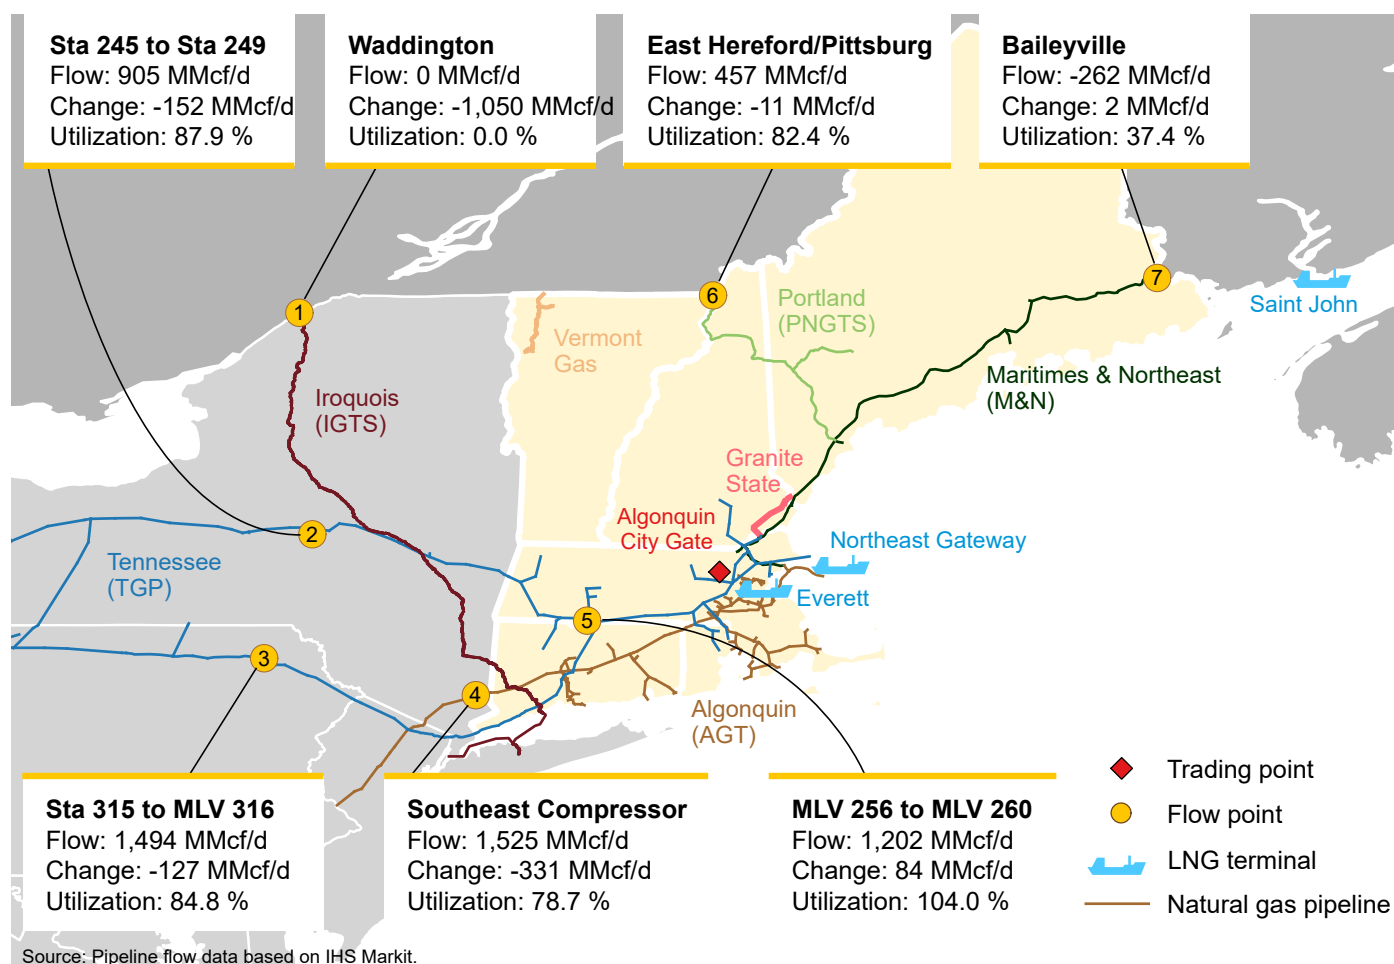 Sta 245 to Sta 249
Flow: 905 MMcf/d
Change: -152 MMcf/d
Utilization: 87.9 %
Waddington
Flow: 0 MMcf/d
Change: -1,050 MMcf/d
Utilization: 0.0 %
East Hereford/Pittsburg
Flow: 457 MMcf/d
Change: -11 MMcf/d
Utilization: 82.4 %
Baileyville
Flow: -262 MMcf/d
Change: 2 MMcf/d
Utilization: 37.4 %
7
6
1
Saint John
Portland
(PNGTS)
Vermont
Gas
Maritimes & Northeast
(M&N)
Iroquois
(IGTS)
Granite
State
Algonquin
City Gate
2
Northeast Gateway
Tennessee
(TGP)
Everett
5
3
4
Algonquin
(AGT)
Sta 315 to MLV 316
Flow: 1,494 MMcf/d
Change: -127 MMcf/d
Utilization: 84.8 %
Southeast Compressor
Flow: 1,525 MMcf/d
Change: -331 MMcf/d
Utilization: 78.7 %
MLV 256 to MLV 260
Flow: 1,202 MMcf/d
Change: 84 MMcf/d
Utilization: 104.0 %
Trading point
Flow point
LNG terminal
Natural gas pipeline
Source: Pipeline flow data based on IHS Markit.